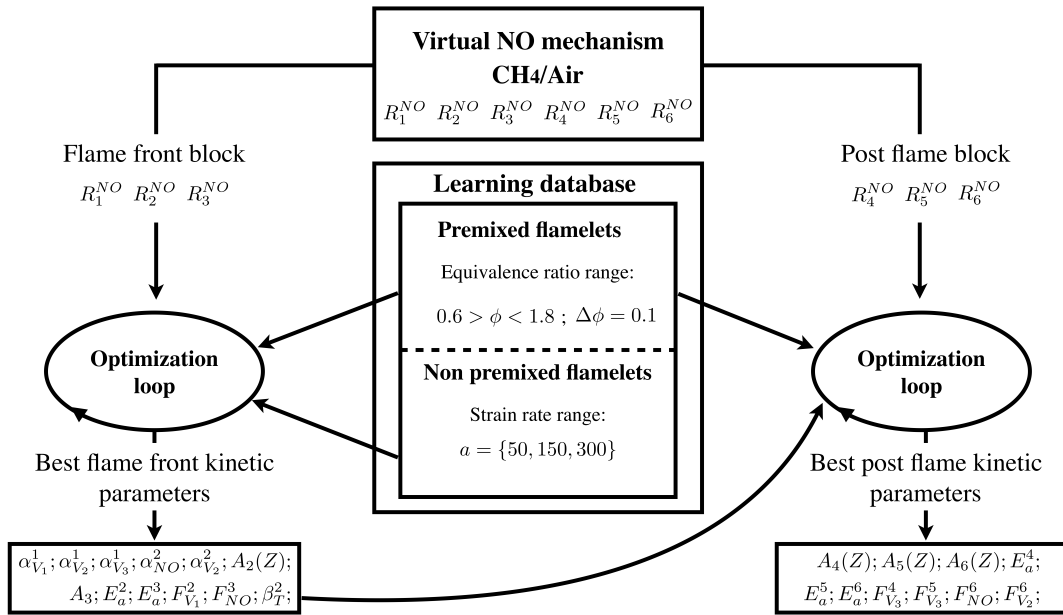 Virtual NO mechanism
CH4/Air
R_1^{NO} R_2^{NO} R_3^{NO} R_4^{NO} R_5^{NO} R_6^{NO}
Flame front block
R_1^{NO} R_2^{NO} R_3^{NO}
Post flame block
R_4^{NO} R_5^{NO} R_6^{NO}
Learning database
Premixed flamelets
Equivalence ratio range:
0.6 > ϕ < 1.8 ; Δϕ = 0.1
Non premixed flamelets
Strain rate range:
a = {50, 150, 300}
Optimization
loop
Optimization
loop
Best flame front kinetic
parameters
α_{V_1}^1; α_{V_2}^1; α_{V_3}^1; α_{NO}^2; α_{V_2}^2; A_2(Z);
A_3; E_a^2; E_a^3; F_{V_1}^2; F_{NO}^3; β_T^2;
Best post flame kinetic
parameters
A_4(Z); A_5(Z); A_6(Z); E_a^4;
E_a^5; E_a^6; F_{V_3}^4; F_{V_3}^5; F_{NO}^6; F_{V_2}^6;